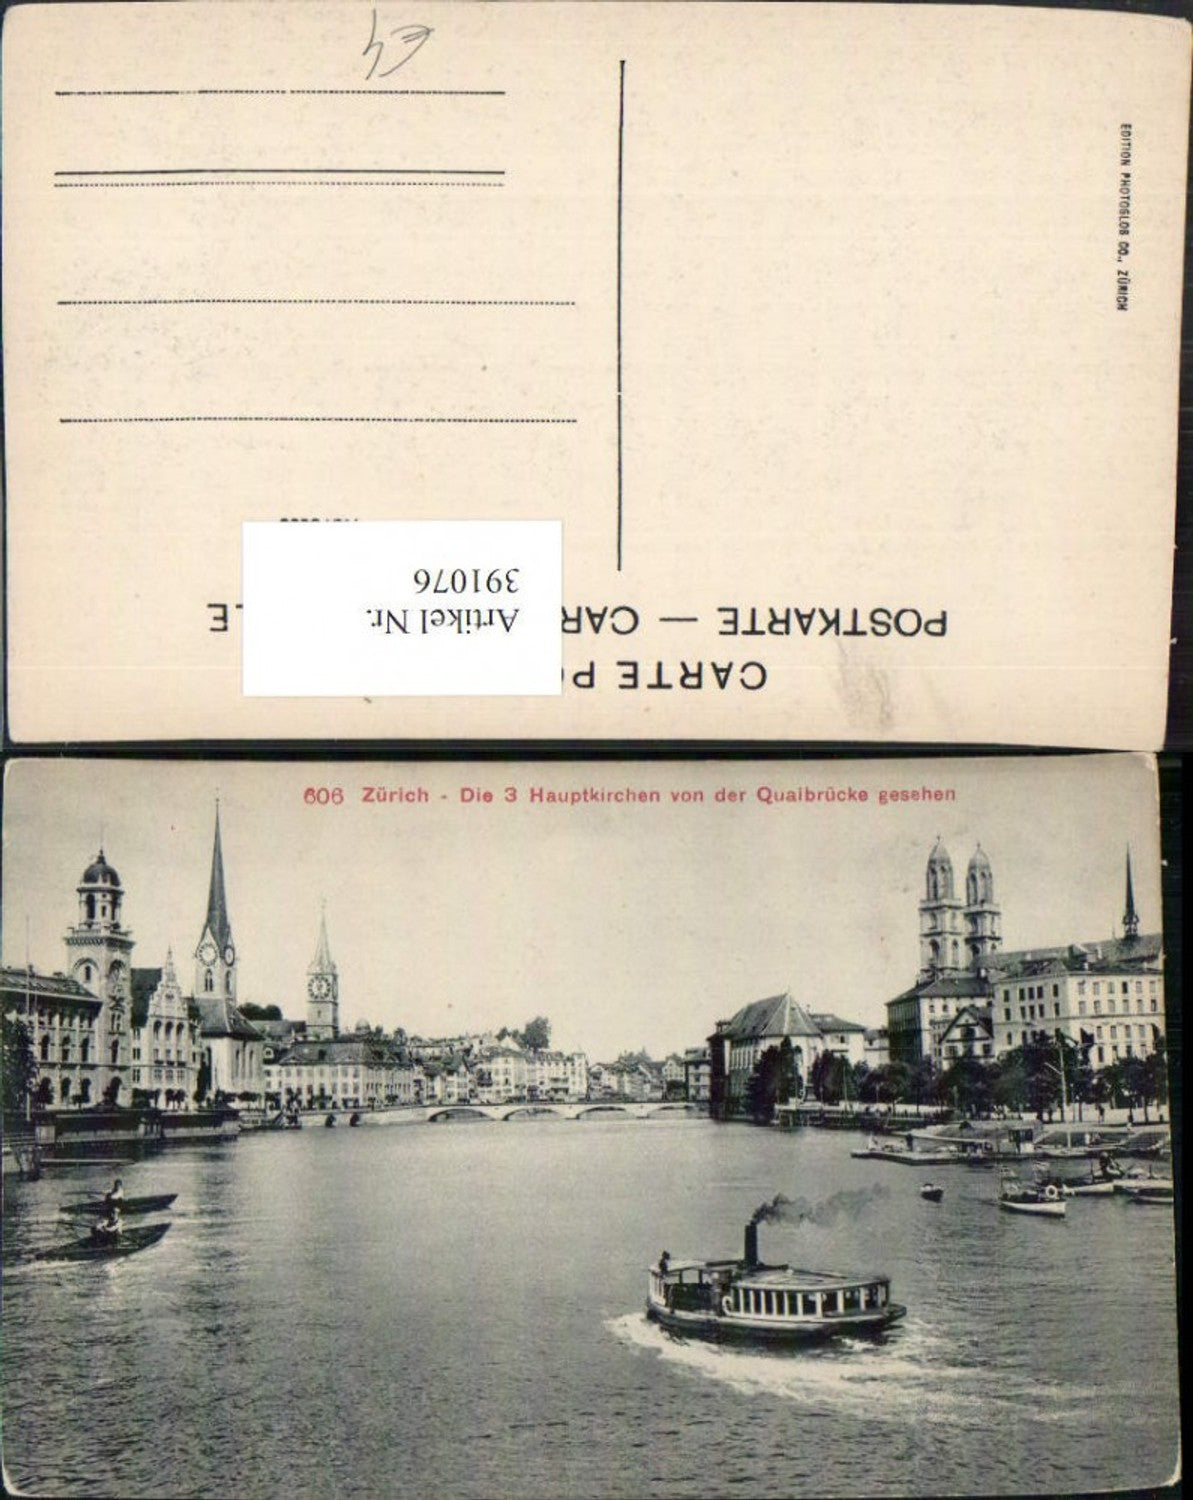 CARTE P
POSTKARTE — CAR LE
Artikel Nr.
391076
EDITION PHOTOGLOB CO., ZÜRICH
606 Zürich - Die 3 Hauptkirchen von der Quaibrücke gesehen